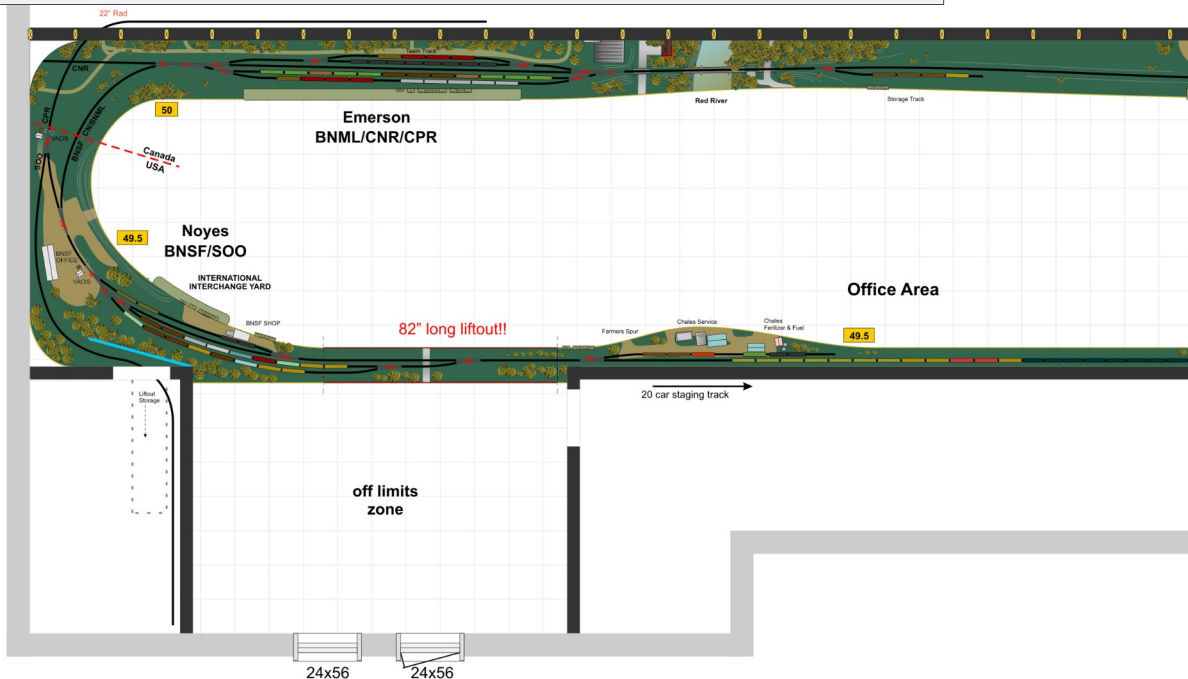 22" Rad
CNR
Team Track
CPR
VACIS
BNSF
CN/BNML
SOO
50
Emerson
BNML/CNR/CPR
Red River
Storage Track
Canada
USA
49.5
Noyes
BNSF/SOO
BNSF
OFFICE
VACIS
INTERNATIONAL
INTERCHANGE YARD
BNSF SHOP
82" long liftout!!
Farmers Spur
Chales Service
Chales
Ferilizer & Fuel
Office Area
49.5
20 car staging track
Liftout
Storage
off limits
zone
24x56
24x56